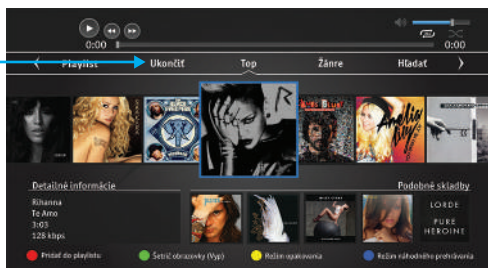 0:00 0:00
Playlist Ukončiť Top Žánre Hľadať
Detailné informácie Podobné skladby
Rihanna
Te Amo
3:03
128 kbps
LORDE
PURE
HEROINE
Pridať do playlistu Šetrič obrazovky (Vyp) Režim opakovania Režim náhodného prehrávania